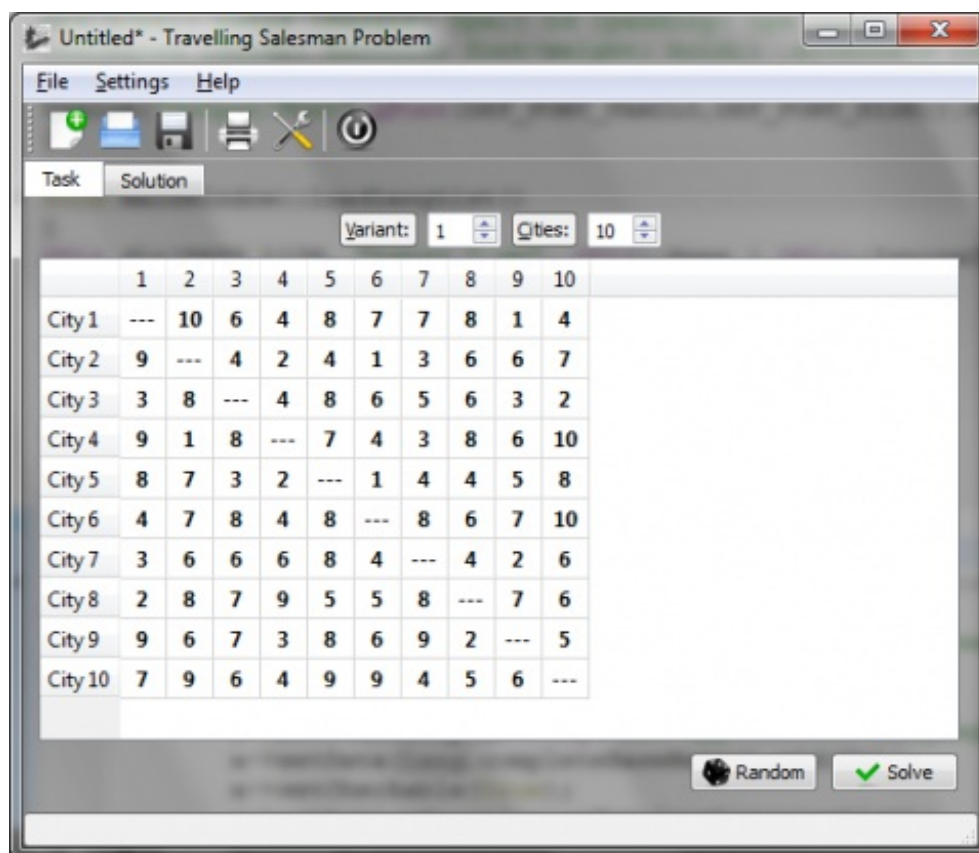 Untitled* - Travelling Salesman Problem
File Settings Help
Task Solution
Variant: 1 Cities: 10
1 2 3 4 5 6 7 8 9 10
City 1 --- 10 6 4 8 7 7 8 1 4
City 2 9 --- 4 2 4 1 3 6 6 7
City 3 3 8 --- 4 8 6 5 6 3 2
City 4 9 1 8 --- 7 4 3 8 6 10
City 5 8 7 3 2 --- 1 4 4 5 8
City 6 4 7 8 4 8 --- 8 6 7 10
City 7 3 6 6 6 8 4 --- 4 2 6
City 8 2 8 7 9 5 5 8 --- 7 6
City 9 9 6 7 3 8 6 9 2 --- 5
City 10 7 9 6 4 9 9 4 5 6 ---
Random Solve